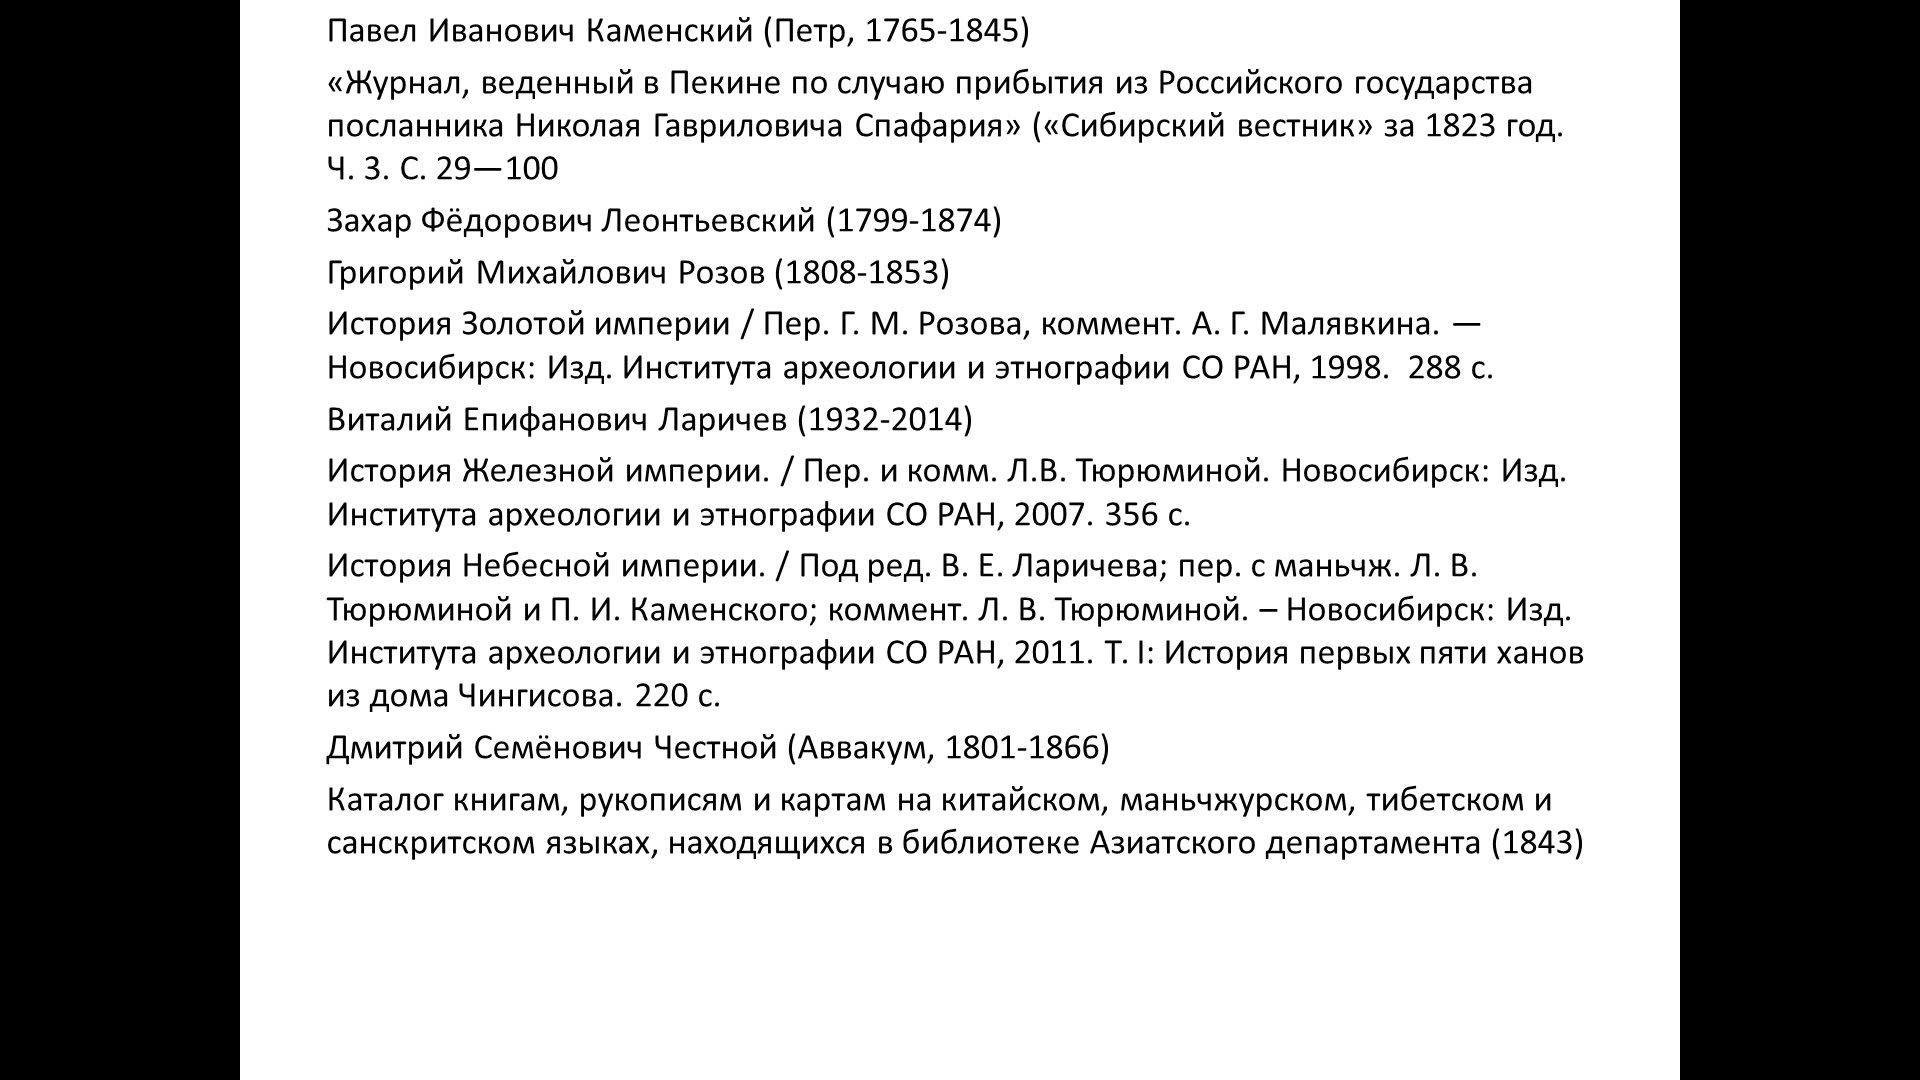 Павел Иванович Каменский (Петр, 1765-1845)
«Журнал, веденный в Пекине по случаю прибытия из Российского государства
посланника Николая Гавриловича Спафария» («Сибирский вестник» за 1823 год.
Ч. 3. С. 29—100
Захар Фёдорович Леонтьевский (1799-1874)
Григорий Михайлович Розов (1808-1853)
История Золотой империи / Пер. Г. М. Розова, коммент. А. Г. Малявкина. —
Новосибирск: Изд. Института археологии и этнографии СО РАН, 1998.  288 с.
Виталий Епифанович Ларичев (1932-2014)
История Железной империи. / Пер. и комм. Л.В. Тюрюминой. Новосибирск: Изд.
Института археологии и этнографии СО РАН, 2007. 356 с.
История Небесной империи. / Под ред. В. Е. Ларичева; пер. с маньчж. Л. В.
Тюрюминой и П. И. Каменского; коммент. Л. В. Тюрюминой. – Новосибирск: Изд.
Института археологии и этнографии СО РАН, 2011. Т. I: История первых пяти ханов
из дома Чингисова. 220 с.
Дмитрий Семёнович Честной (Аввакум, 1801-1866)
Каталог книгам, рукописям и картам на китайском, маньчжурском, тибетском и
санскритском языках, находящихся в библиотеке Азиатского департамента (1843)